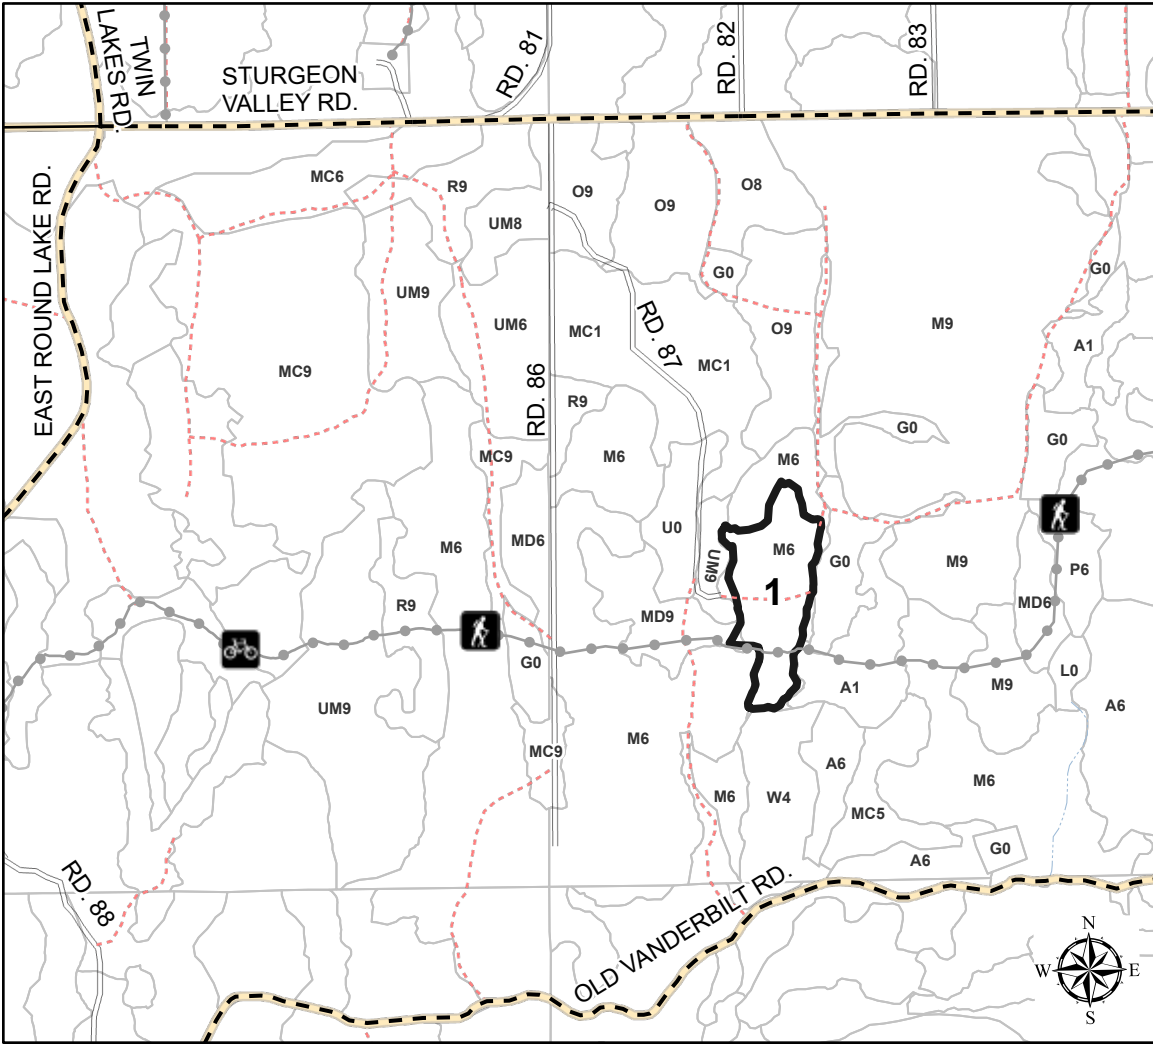 TWIN
LAKES RD.
STURGEON
VALLEY RD.
RD. 81
RD. 82
RD. 83
EAST ROUND LAKE RD.
MC6
R9
O9
O9
O8
UM8
G0
G0
UM9
UM6
MC1
RD. 87
O9
M9
MC9
MC1
A1
RD. 86
R9
G0
G0
MC9
M6
M6
U0
MD6
M6
M6
UM9
G0
M9
P6
1
R9
MD9
MD6
G0
A1
M9
L0
UM9
M6
A6
MC9
A6
M6
M6
W4
MC5
A6
G0
RD. 88
OLD VANDERBILT RD.
N
W
E
S